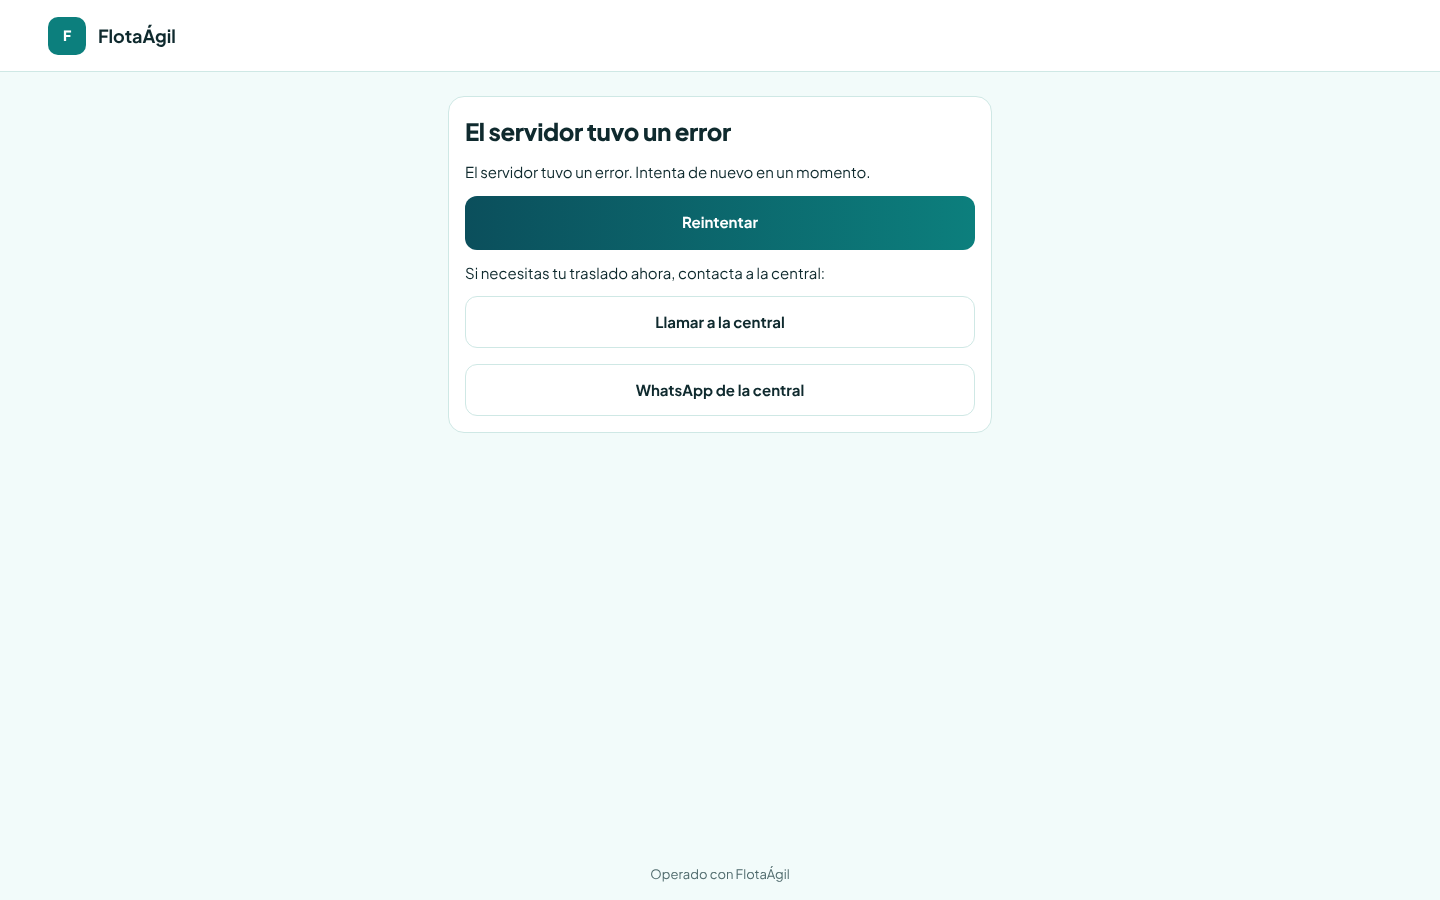 F
FlotaÁgil
El servidor tuvo un error
El servidor tuvo un error. Intenta de nuevo en un momento.
Reintentar
Si necesitas tu traslado ahora, contacta a la central:
Llamar a la central
WhatsApp de la central
Operado con FlotaÁgil